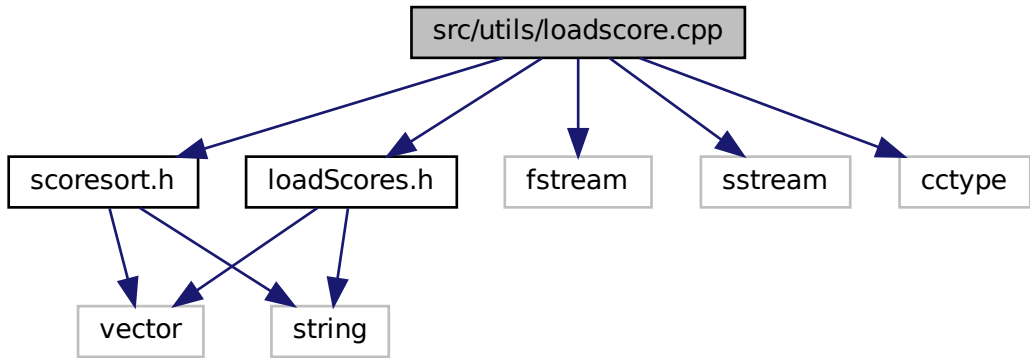 src/utils/loadscore.cpp
scoresort.h
loadScores.h
fstream
sstream
cctype
vector
string